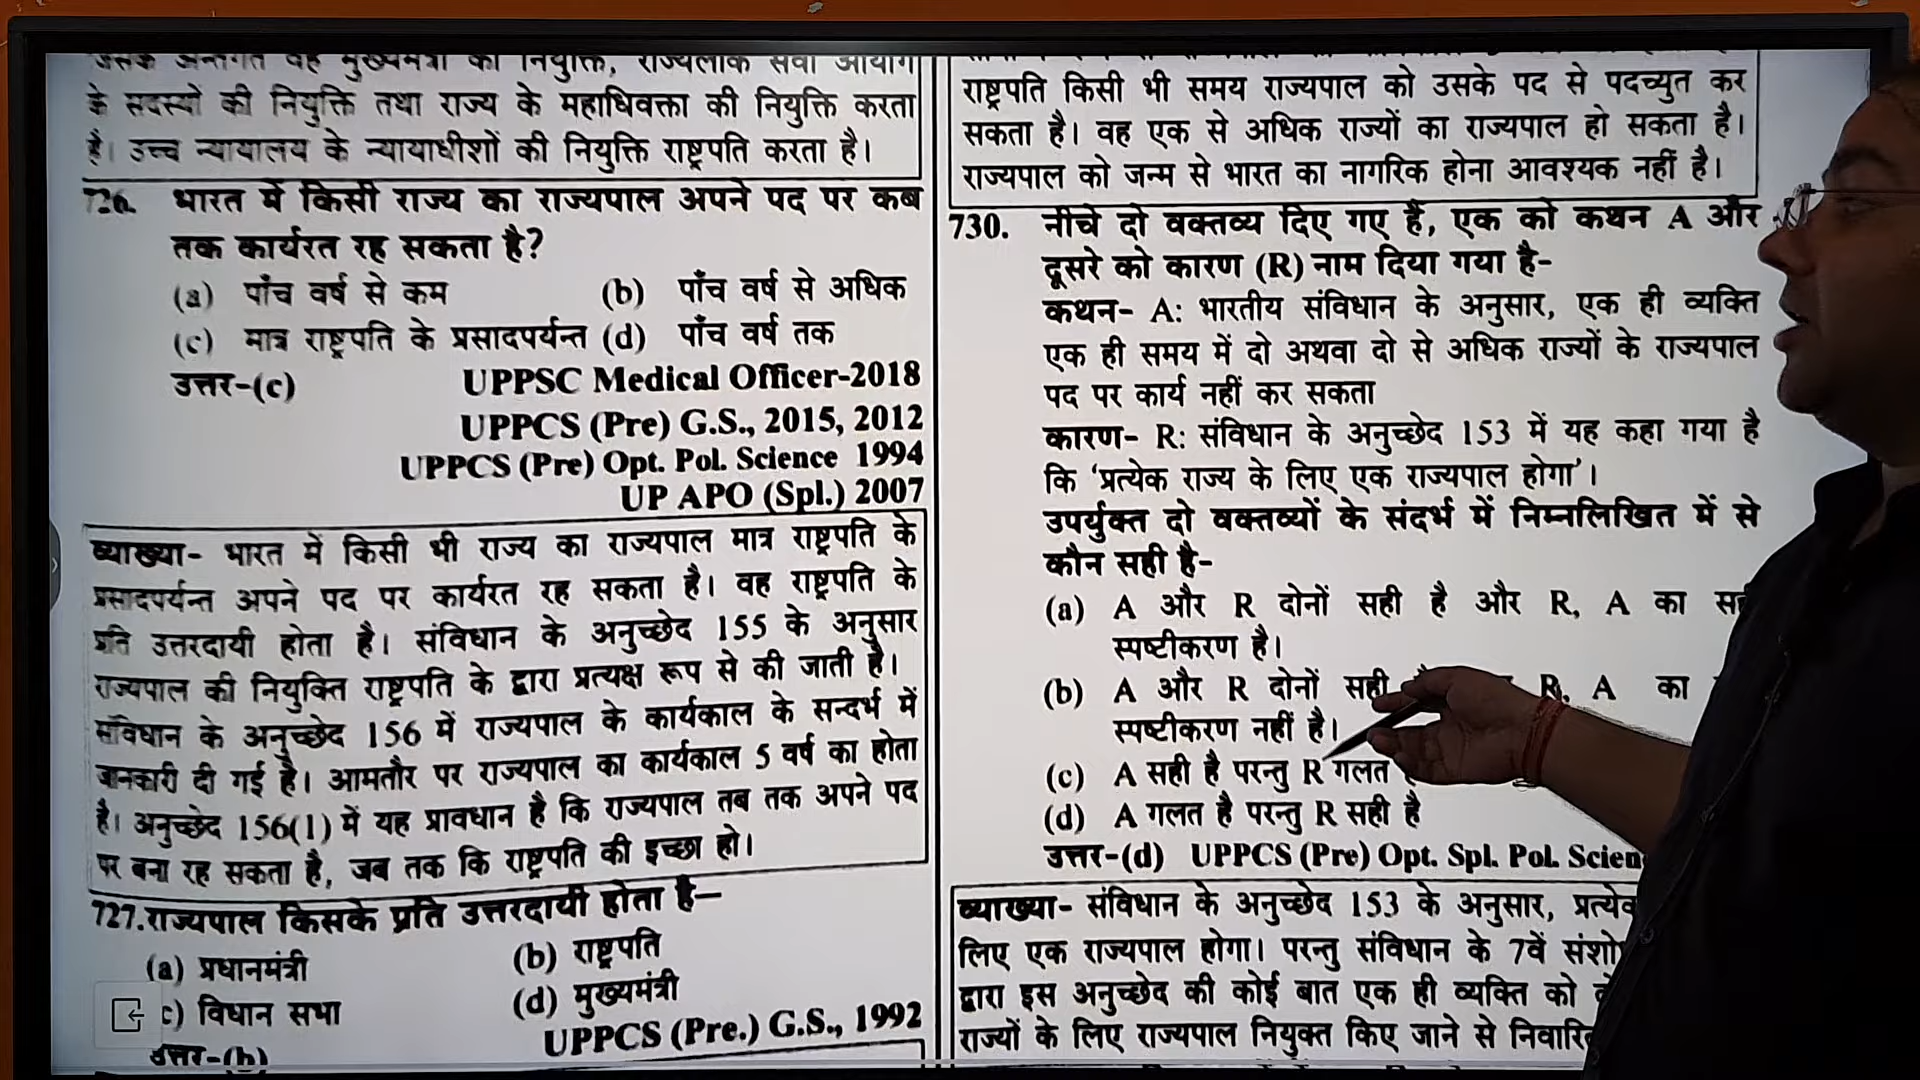 उसके अन्तर्गत वह मुख्यमंत्री की नियुक्ति, राज्यलोक सेवा आयोग
के सदस्यों की नियुक्ति तथा राज्य के महाधिवक्ता की नियुक्ति करता
है। उच्च न्यायालय के न्यायाधीशों की नियुक्ति राष्ट्रपति करता है।
726. भारत में किसी राज्य का राज्यपाल अपने पद पर कब
तक कार्यरत रह सकता है?
(a) पाँच वर्ष से कम (b) पाँच वर्ष से अधिक
(c) मात्र राष्ट्रपति के प्रसादपर्यन्त (d) पाँच वर्ष तक
उत्तर-(c) UPPSC Medical Officer-2018
UPPCS (Pre) G.S., 2015, 2012
UPPCS (Pre) Opt. Pol. Science 1994
UP APO (Spl.) 2007
व्याख्या- भारत में किसी भी राज्य का राज्यपाल मात्र राष्ट्रपति के
प्रसादपर्यन्त अपने पद पर कार्यरत रह सकता है। वह राष्ट्रपति के
प्रति उत्तरदायी होता है। संविधान के अनुच्छेद 155 के अनुसार
राज्यपाल की नियुक्ति राष्ट्रपति के द्वारा प्रत्यक्ष रूप से की जाती है।
संविधान के अनुच्छेद 156 में राज्यपाल के कार्यकाल के सन्दर्भ में
जानकारी दी गई है। आमतौर पर राज्यपाल का कार्यकाल 5 वर्ष का होता
है। अनुच्छेद 156(1) में यह प्रावधान है कि राज्यपाल तब तक अपने पद
पर बना रह सकता है, जब तक कि राष्ट्रपति की इच्छा हो।
727. राज्यपाल किसके प्रति उत्तरदायी होता है—
(a) प्रधानमंत्री (b) राष्ट्रपति
c) विधान सभा (d) मुख्यमंत्री
UPPCS (Pre.) G.S., 1992
उत्तर-(b)
राष्ट्रपति किसी भी समय राज्यपाल को उसके पद से पदच्युत कर
सकता है। वह एक से अधिक राज्यों का राज्यपाल हो सकता है।
राज्यपाल को जन्म से भारत का नागरिक होना आवश्यक नहीं है।
730. नीचे दो वक्तव्य दिए गए हैं, एक को कथन A और
दूसरे को कारण (R) नाम दिया गया है-
कथन- A: भारतीय संविधान के अनुसार, एक ही व्यक्ति
एक ही समय में दो अथवा दो से अधिक राज्यों के राज्यपाल
पद पर कार्य नहीं कर सकता
कारण- R: संविधान के अनुच्छेद 153 में यह कहा गया है
कि 'प्रत्येक राज्य के लिए एक राज्यपाल होगा'।
उपर्युक्त दो वक्तव्यों के संदर्भ में निम्नलिखित में से
कौन सही है-
(a) A और R दोनों सही है और R, A का
स्पष्टीकरण है।
(b) A और R दोनों सही R, A का
स्पष्टीकरण नहीं है।
(c) A सही है परन्तु R गलत
(d) A गलत है परन्तु R सही है
उत्तर-(d) UPPCS (Pre) Opt. Spl. Pol.
व्याख्या- संविधान के अनुच्छेद 153 के अनुसार,
लिए एक राज्यपाल होगा। परन्तु संविधान के 7वें
द्वारा इस अनुच्छेद की कोई बात एक ही व्यक्ति को
राज्यों के लिए राज्यपाल नियुक्त किए जाने से